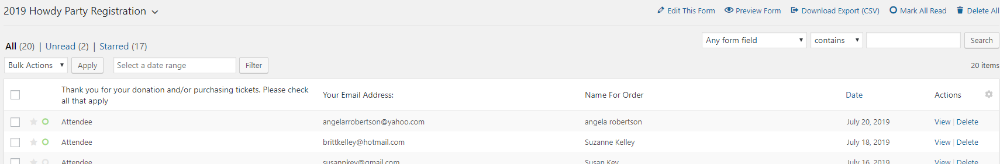 2019 Howdy Party Registration
Edit This Form Preview Form Download Export (CSV) Mark All Read Delete All
All (20) | Unread (2) | Starred (17)
Any form field contains Search
Bulk Actions Apply Select a date range Filter 20 items
Thank you for your donation and/or purchasing tickets. Please check
all that apply
Your Email Address: Name For Order Date Actions
Attendee angelarrobertson@yahoo.com angela robertson July 20, 2019 View | Delete
Attendee brittkelley@hotmail.com Suzanne Kelley July 18, 2019 View | Delete
Attendee susanpkey@gmail.com Susan Key July 16, 2019 View | Delete